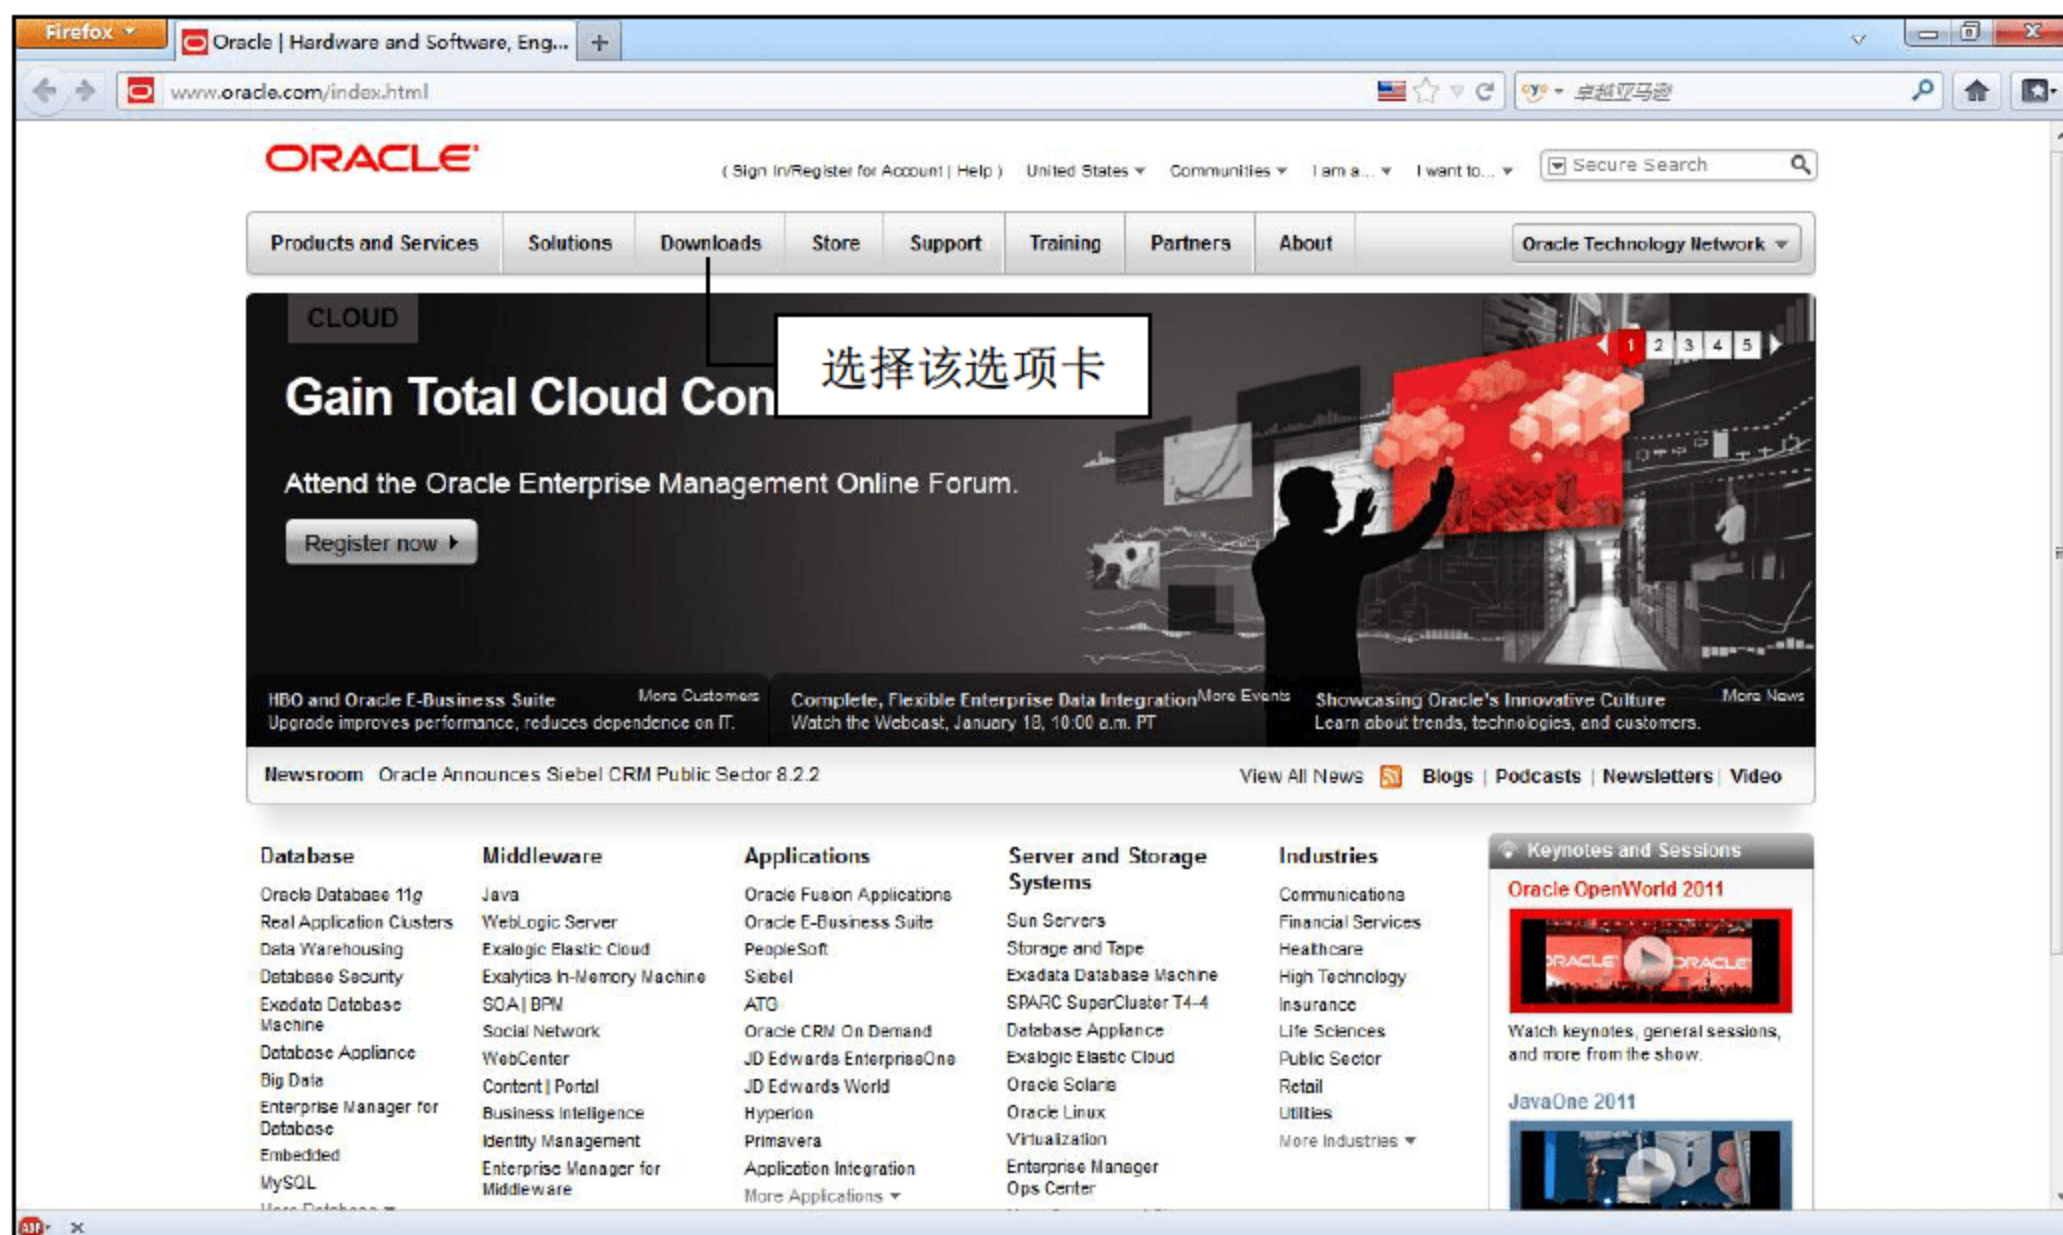 Firefox
Oracle | Hardware and Software, Eng...
www.oracle.com/index.html
卓越亚马逊
ORACLE
( Sign In/Register for Account | Help ) United States Communities I am a... I want to... Secure Search
Products and Services Solutions Downloads Store Support Training Partners About Oracle Technology Network
CLOUD
选择该选项卡
1 2 3 4 5
Gain Total Cloud Con
Attend the Oracle Enterprise Management Online Forum.
Register now
HBO and Oracle E-Business Suite More Customers
Upgrade improves performance, reduces dependence on IT.
Complete, Flexible Enterprise Data Integration More Events
Watch the Webcast, January 18, 10:00 a.m. PT
Showcasing Oracle's Innovative Culture More News
Learn about trends, technologies, and customers.
Newsroom Oracle Announces Siebel CRM Public Sector 8.2.2 View All News Blogs | Podcasts | Newsletters | Video
Database
Oracle Database 11g
Real Application Clusters
Data Warehousing
Database Security
Exadata Database
Machine
Database Appliance
Big Data
Enterprise Manager for
Database
Embedded
MySQL
More Database
Middleware
Java
WebLogic Server
Exalogic Elastic Cloud
Exalytics In-Memory Machine
SOA | BPM
Social Network
WebCenter
Content | Portal
Business Intelligence
Identity Management
Enterprise Manager for
Middleware
Applications
Oracle Fusion Applications
Oracle E-Business Suite
PeopleSoft
Siebel
ATG
Oracle CRM On Demand
JD Edwards EnterpriseOne
JD Edwards World
Hyperion
Primavera
Application Integration
More Applications
Server and Storage
Systems
Sun Servers
Storage and Tape
Exadata Database Machine
SPARC SuperCluster T4-4
Database Appliance
Exalogic Elastic Cloud
Oracle Solaris
Oracle Linux
Virtualization
Enterprise Manager
Ops Center
Industries
Communications
Financial Services
Healthcare
High Technology
Insurance
Life Sciences
Public Sector
Retail
Utilities
More Industries
Keynotes and Sessions
Oracle OpenWorld 2011
ORACLE ORACLE
Watch keynotes, general sessions,
and more from the show.
JavaOne 2011
ABP